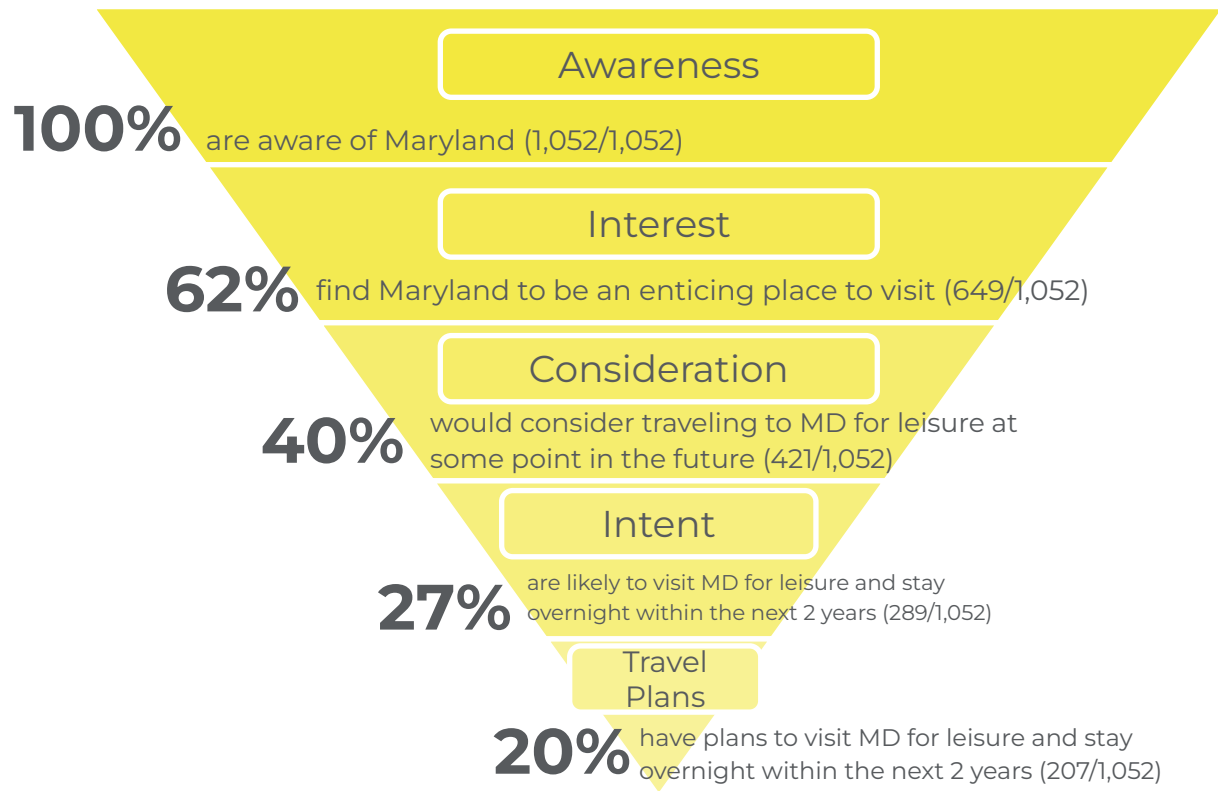 Awareness
100% are aware of Maryland (1,052/1,052)
Interest
62% find Maryland to be an enticing place to visit (649/1,052)
Consideration
40% would consider traveling to MD for leisure at
some point in the future (421/1,052)
Intent
27% are likely to visit MD for leisure and stay
overnight within the next 2 years (289/1,052)
Travel
Plans
20% have plans to visit MD for leisure and stay
overnight within the next 2 years (207/1,052)